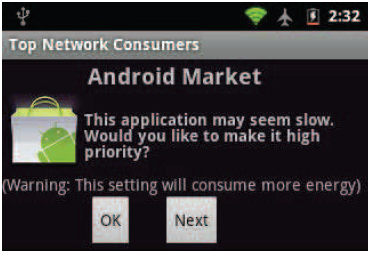 2:32
Top Network Consumers
Android Market
This application may seem slow.
Would you like to make it high
priority?
(Warning: This setting will consume more energy)
OK Next